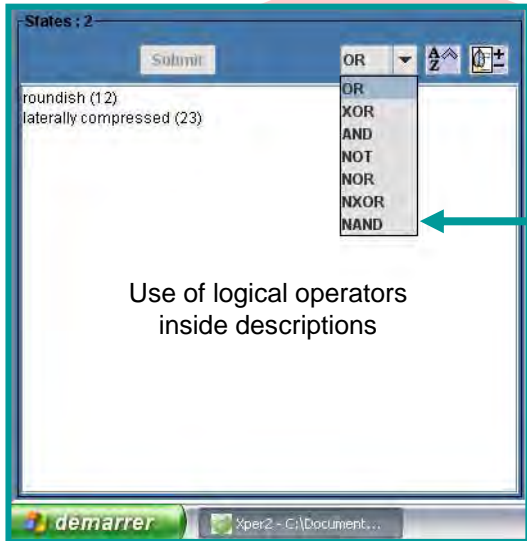 States : 2
Submit
OR
A
Z
roundish (12)
laterally compressed (23)
OR
XOR
AND
NOT
NOR
NXOR
NAND
Use of logical operators
inside descriptions
demarrer
Xper2 - C:\Document...